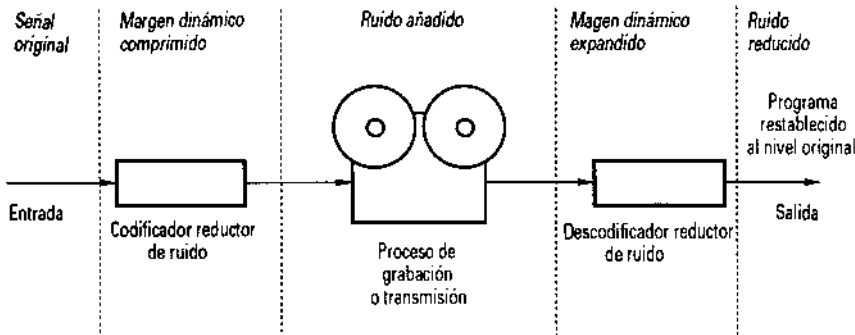 Señal
original
Margen dinámico
comprimido
Ruido añadido
Magen dinámico
expandido
Ruido
reducido
Programa
restablecido
al nivel original
Entrada
Codificador reductor
de ruido
Proceso de
grabación
o transmisión
Descodificador reductor
de ruido
Salida